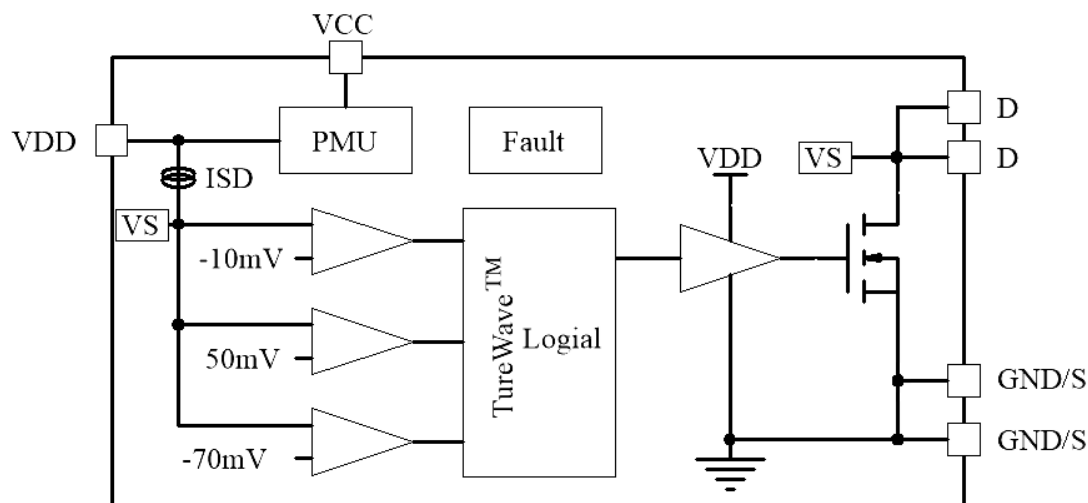 VCC
D
VDD
PMU
Fault
VDD
VS
D
ISD
VS
-10mV
TureWave™
Logial
50mV
-70mV
GND/S
GND/S